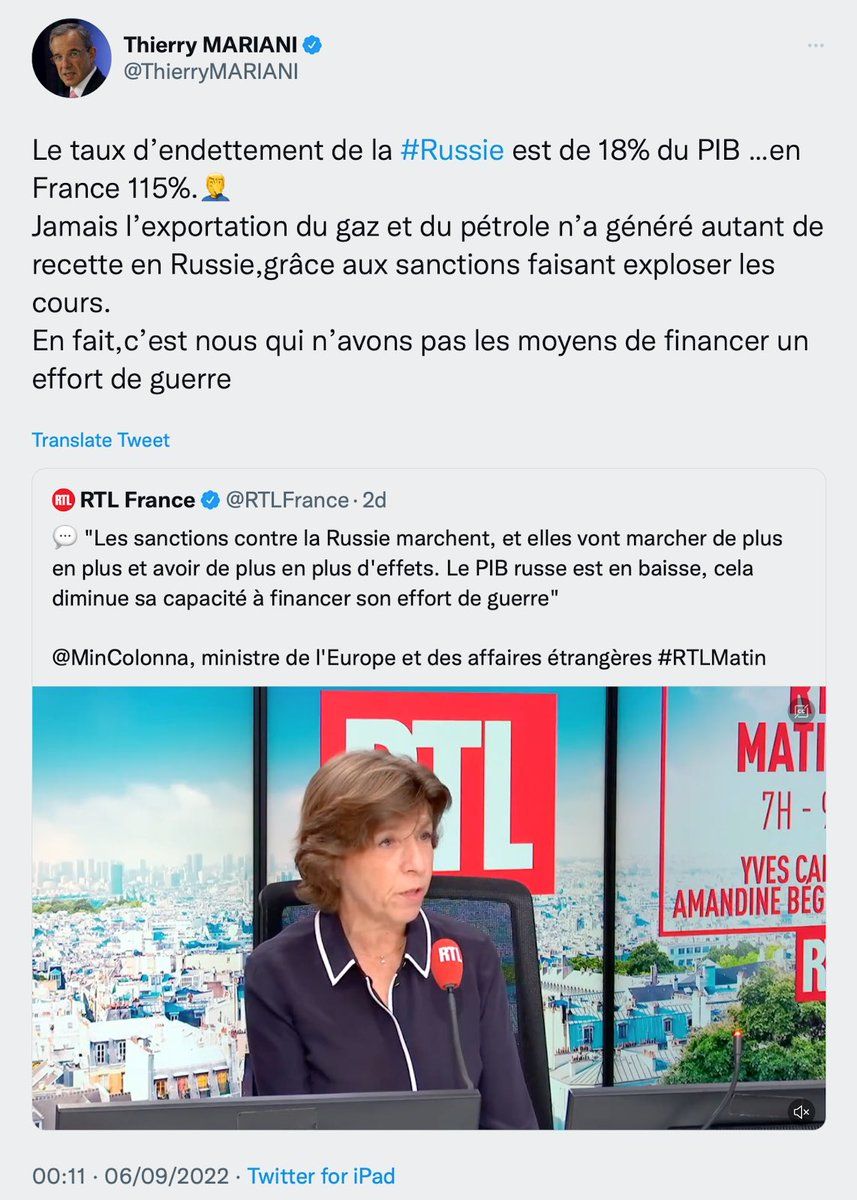 Thierry MARIANI
@ThierryMARIANI
Le taux d’endettement de la #Russie est de 18% du PIB ...en
France 115%.🤦‍♂️
Jamais l’exportation du gaz et du pétrole n’a généré autant de
recette en Russie,grâce aux sanctions faisant exploser les
cours.
En fait,c’est nous qui n’avons pas les moyens de financer un
effort de guerre
Translate Tweet
RTL RTL France @RTLFrance · 2d
💬 "Les sanctions contre la Russie marchent, et elles vont marcher de plus
en plus et avoir de plus en plus d'effets. Le PIB russe est en baisse, cela
diminue sa capacité à financer son effort de guerre"
@MinColonna, ministre de l'Europe et des affaires étrangères #RTLMatin
RTL
MATI
7H - 9
YVES CAL
AMANDINE BEG
R
RTL
00:11 · 06/09/2022 · Twitter for iPad